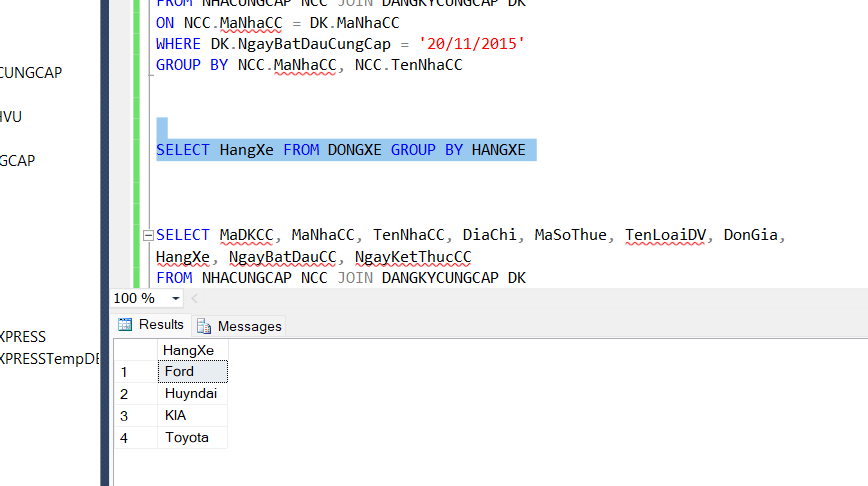 FROM NHACUNGCAP NCC JOIN DANGKYCUNGCAP DK
ON NCC.MaNhaCC = DK.MaNhaCC
WHERE DK.NgayBatDauCungCap = '20/11/2015'
GROUP BY NCC.MaNhaCC, NCC.TenNhaCC
SELECT HangXe FROM DONGXE GROUP BY HANGXE
SELECT MaDKCC, MaNhaCC, TenNhaCC, DiaChi, MaSoThue, TenLoaiDV, DonGia,
HangXe, NgayBatDauCC, NgayKetThucCC
FROM NHACUNGCAP NCC JOIN DANGKYCUNGCAP DK
CUNGCAP
HVU
GCAP
XPRESS
XPRESSTempDB
100 %
Results Messages
HangXe
1 Ford
2 Huyndai
3 KIA
4 Toyota